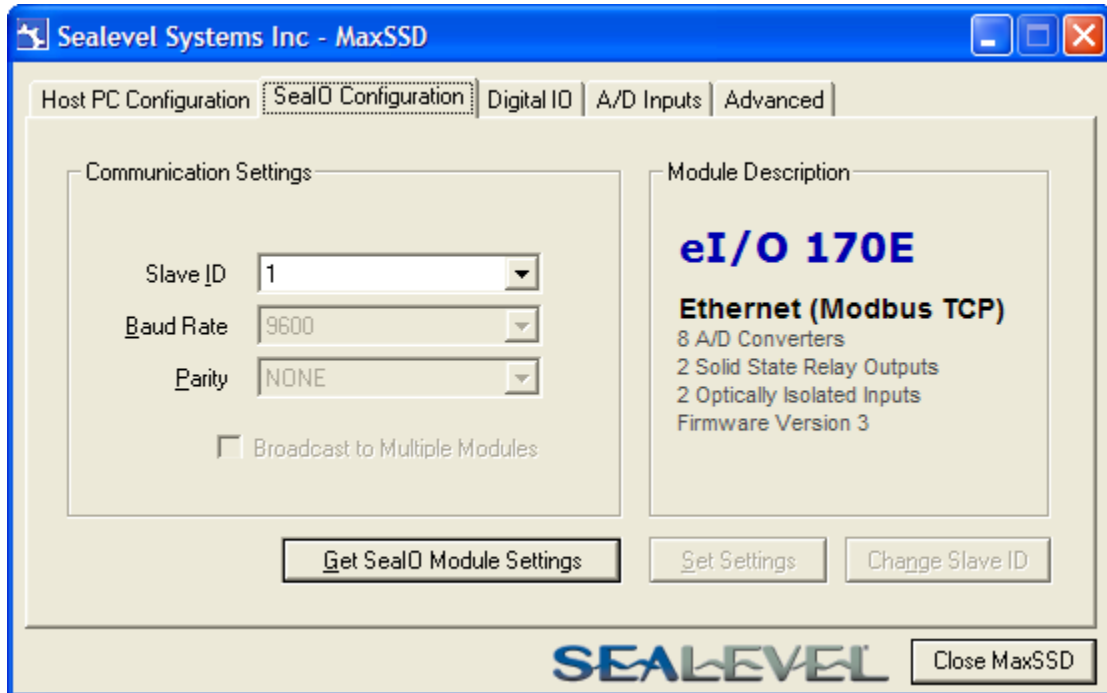 Sealevel Systems Inc - MaxSSD
Host PC Configuration
SeaIO Configuration
Digital IO
A/D Inputs
Advanced
Communication Settings
Slave ID
1
Baud Rate
9600
Parity
NONE
Broadcast to Multiple Modules
Module Description
eI/O 170E
Ethernet (Modbus TCP)
8 A/D Converters
2 Solid State Relay Outputs
2 Optically Isolated Inputs
Firmware Version 3
Get SeaIO Module Settings
Set Settings
Change Slave ID
SEALEVEL
Close MaxSSD